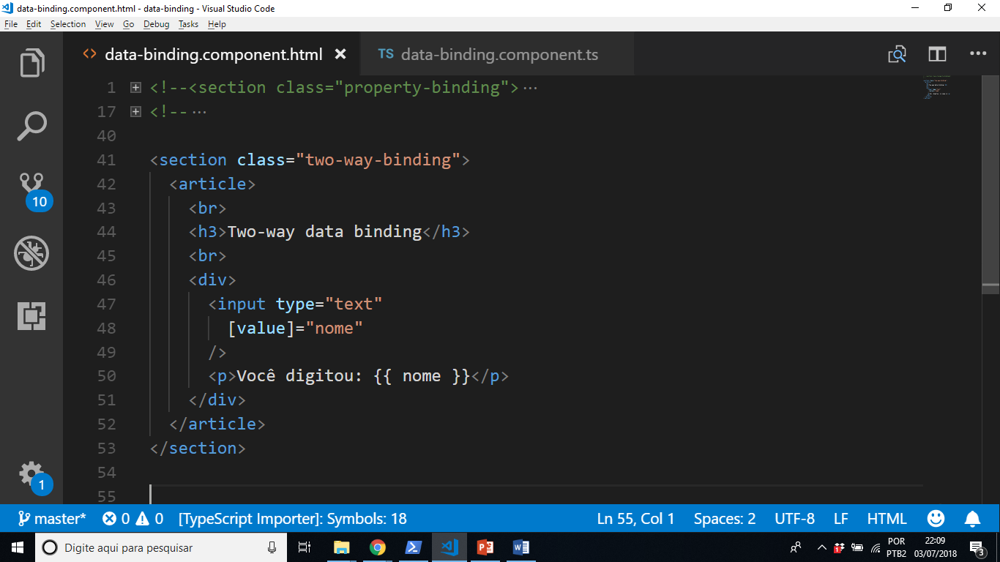 data-binding.component.html - data-binding - Visual Studio Code
File Edit Selection View Go Debug Tasks Help
<> data-binding.component.html × TS data-binding.component.ts •••
1 <!--<section class="property-binding">···
17 <!--···
40
41 <section class="two-way-binding">
42 <article>
43 <br>
44 <h3>Two-way data binding</h3>
45 <br>
46 <div>
47 <input type="text"
48 [value]="nome"
49 />
50 <p>Você digitou: {{ nome }}</p>
51 </div>
52 </article>
53 </section>
54
55
10
1
master* 0 0 [TypeScript Importer]: Symbols: 18 Ln 55, Col 1 Spaces: 2 UTF-8 LF HTML
Digite aqui para pesquisar
POR 22:09
PTB2 03/07/2018 3